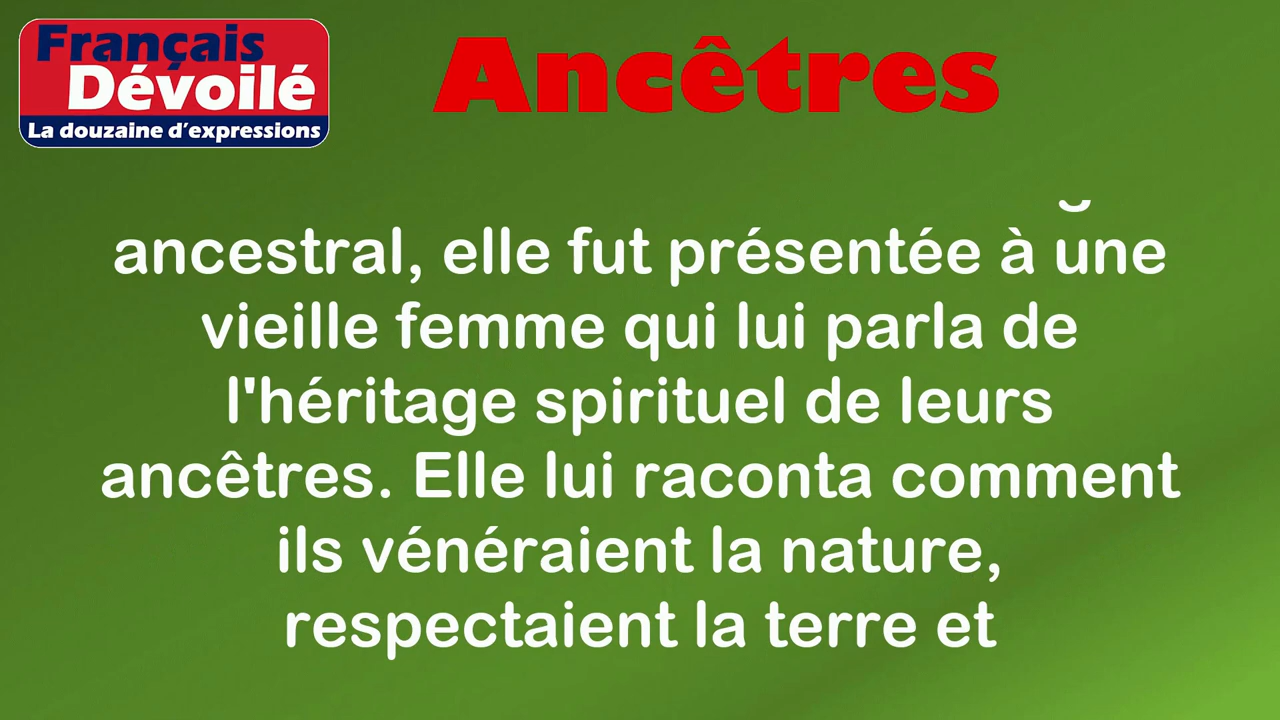 Français
Dévoilé
La douzaine d'expressions
Ancêtres
ancestral, elle fut présentée à une
vieille femme qui lui parla de
l'héritage spirituel de leurs
ancêtres. Elle lui raconta comment
ils vénéraient la nature,
respectaient la terre et